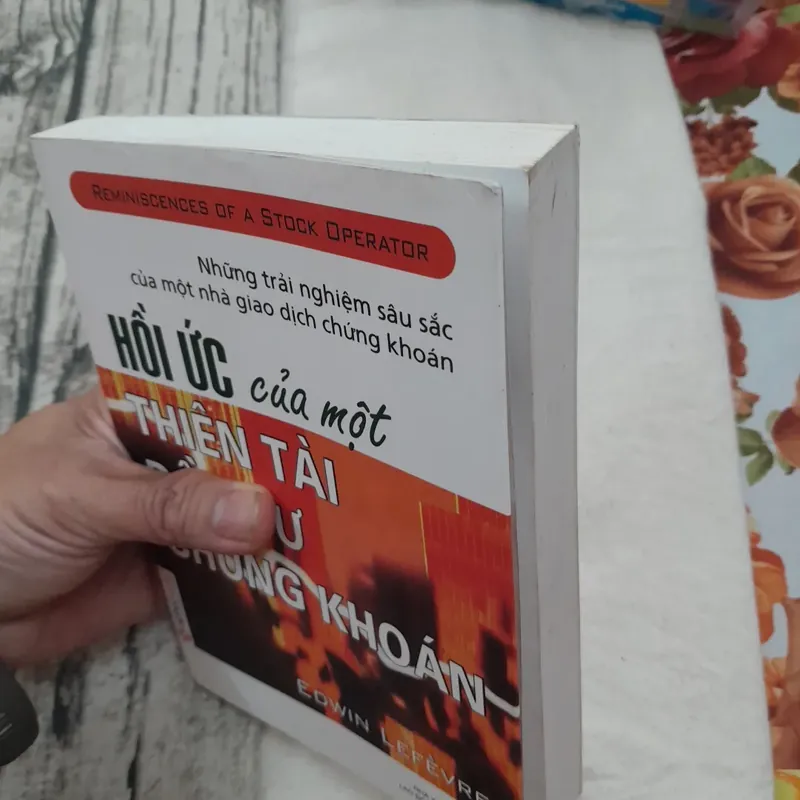 REMINISCENCES OF A STOCK OPERATOR
Những trải nghiệm sâu sắc
của một nhà giao dịch chứng khoán
HỒI ỨC của một
THIÊN TÀI
CHỨNG KHOÁN
EDWIN LEFÈVRE